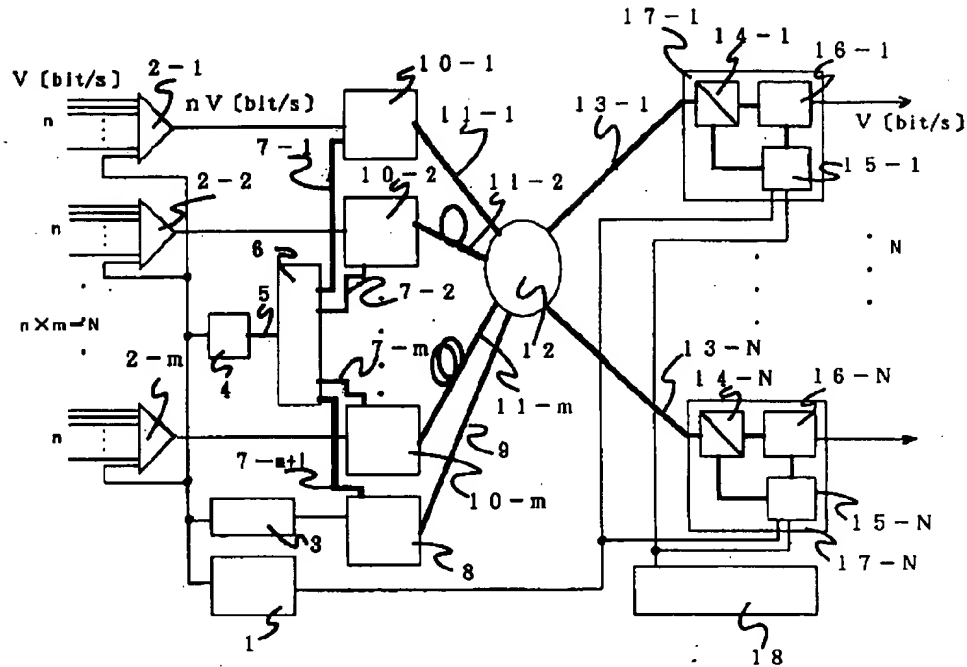 V [bit/s]
n
2-1
n V [bit/s]
10-1
11-1
7-1
10-2
11-2
2-2
n
6
7-2
n×m=N
5
4
2-m
7-m
12
11-m
n
9
7-m+1
10-m
3
8
1
17-1
14-1
16-1
13-1
V [bit/s]
15-1
N
13-N
14-N
16-N
15-N
17-N
18